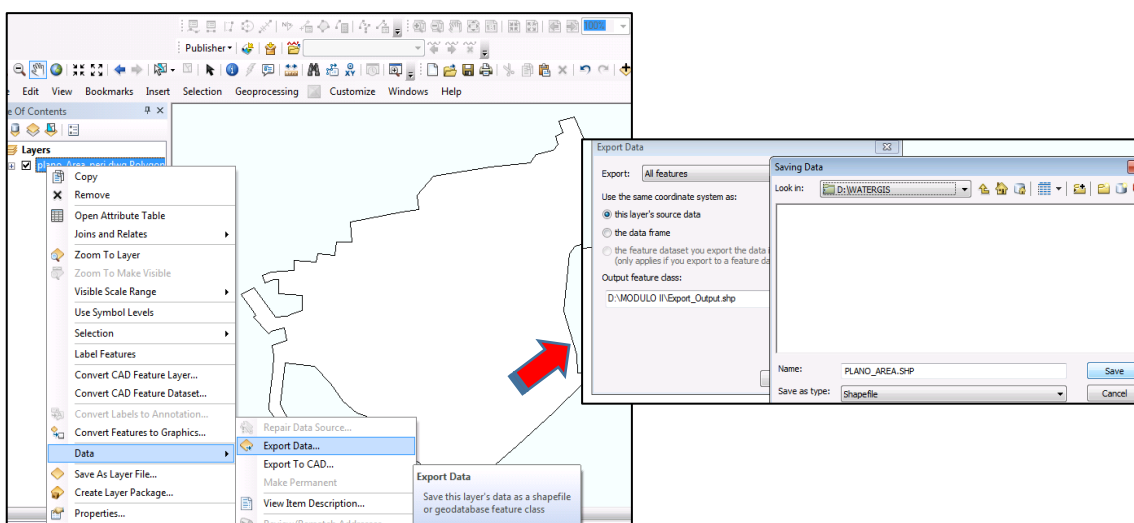 100%
Publisher
Edit View Bookmarks Insert Selection Geoprocessing Customize Windows Help
Of Contents
Layers
plano_Area_peri.dwg Polygon
Copy
Remove
Open Attribute Table
Joins and Relates
Zoom To Layer
Zoom To Make Visible
Visible Scale Range
Use Symbol Levels
Selection
Label Features
Convert CAD Feature Layer...
Convert CAD Feature Dataset...
Convert Labels to Annotation...
Convert Features to Graphics...
Data
Save As Layer File...
Create Layer Package...
Properties...
Repair Data Source...
Export Data...
Export To CAD...
Make Permanent
View Item Description...
Export Data
Save this layer's data as a shapefile
or geodatabase feature class
Export Data
Export: All features
Use the same coordinate system as:
this layer's source data
the data frame
the feature dataset you export the data i
(only applies if you export to a feature da
Output feature class:
D:\MODULO II\Export_Output.shp
Saving Data
Look in: D:\WATERGIS
Name: PLANO_AREA.SHP
Save
Save as type: Shapefile
Cancel